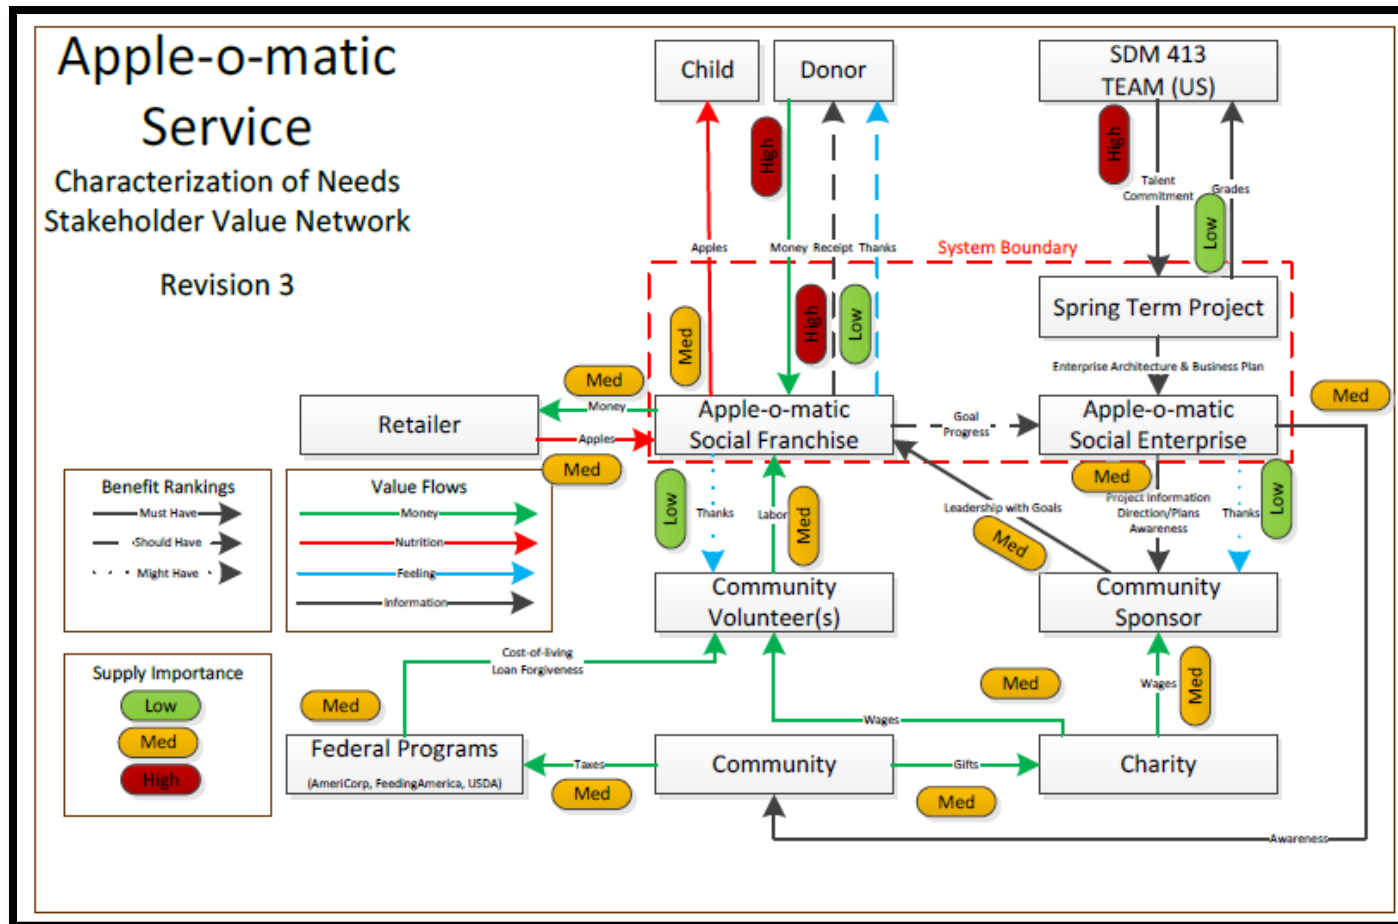 Apple-o-matic
Service
Characterization of Needs
Stakeholder Value Network
Revision 3
Child
Donor
SDM 413
TEAM (US)
High
High
Talent
Commitment
Grades
Low
Apples
Money
Receipt
Thanks
System Boundary
Med
High
Low
Spring Term Project
Enterprise Architecture & Business Plan
Med
Med
Retailer
Money
Apples
Med
Apple-o-matic
Social Franchise
Goal
Progress
Apple-o-matic
Social Enterprise
Med
Benefit Rankings
Must Have
Should Have
Might Have
Value Flows
Money
Nutrition
Feeling
Information
Low
Thanks
Labor
Med
Leadership with Goals
Med
Project Information
Direction/Plans
Awareness
Thanks
Low
Community
Volunteer(s)
Community
Sponsor
Supply Importance
Low
Med
High
Cost-of-living
Loan Forgiveness
Med
Med
Wages
Med
Wages
Federal Programs
(AmeriCorp, FeedingAmerica, USDA)
Taxes
Med
Community
Gifts
Med
Charity
Awareness